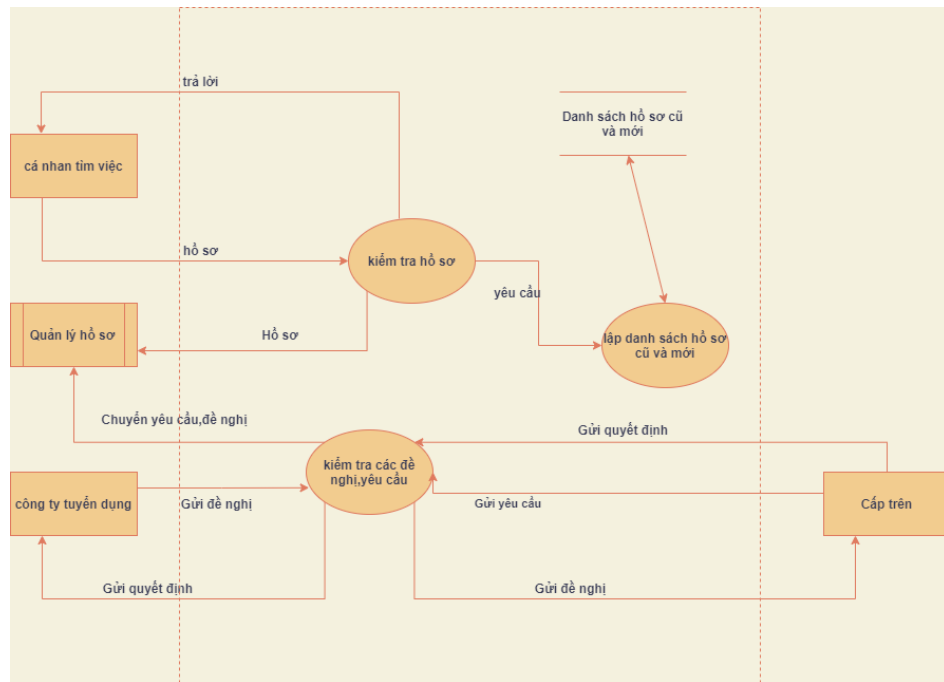 trả lời
Danh sách hồ sơ cũ
và mới
cá nhan tìm việc
hồ sơ
kiểm tra hồ sơ
yêu cầu
Quản lý hồ sơ
Hồ sơ
lập danh sách hồ sơ
cũ và mới
Chuyển yêu cầu,đề nghị
Gửi quyết định
kiểm tra các đề
nghị,yêu cầu
công ty tuyển dụng
Gửi đề nghị
Gửi yêu cầu
Cấp trên
Gửi quyết định
Gửi đề nghị